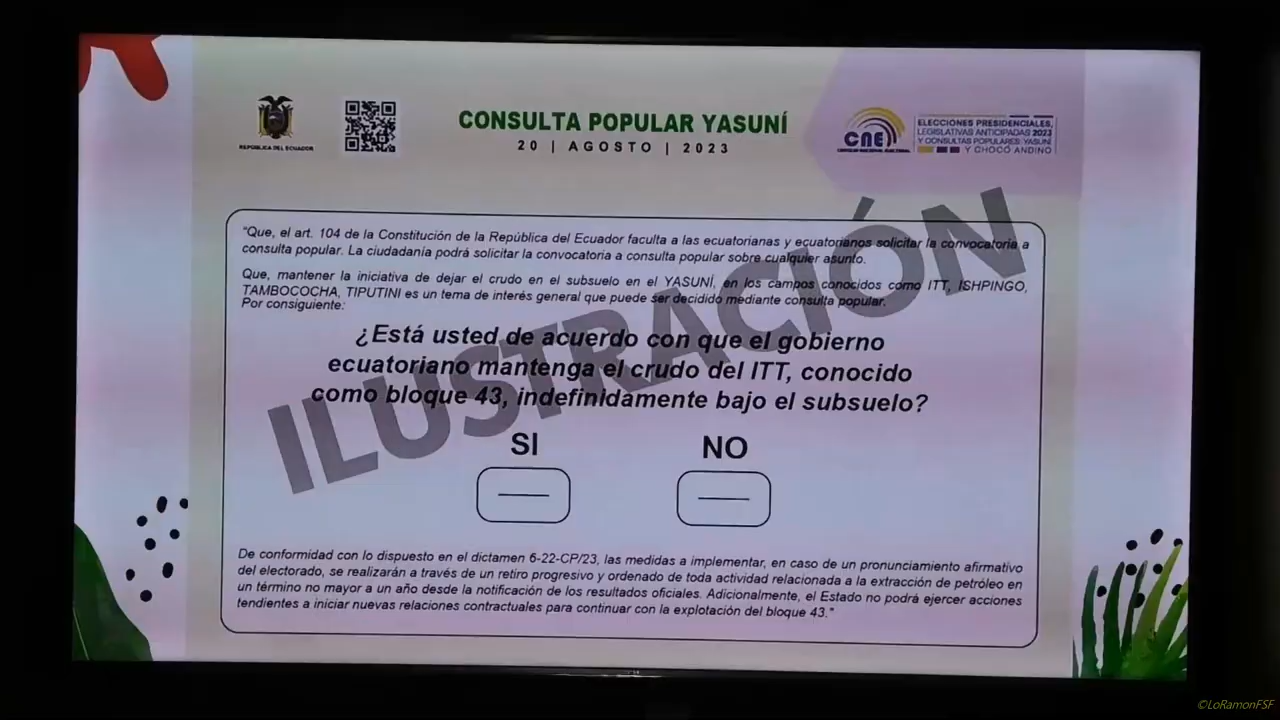 CONSULTA POPULAR YASUNÍ
20 | AGOSTO | 2023
REPÚBLICA DEL ECUADOR
CNE
CONSEJO NACIONAL ELECTORAL
ELECCIONES PRESIDENCIALES,
LEGISLATIVAS ANTICIPADAS 2023
Y CONSULTAS POPULARES: YASUNÍ
Y CHOCÓ ANDINO
"Que, el art. 104 de la Constitución de la República del Ecuador faculta a las ecuatorianas y ecuatorianos solicitar la convocatoria a
consulta popular. La ciudadanía podrá solicitar la convocatoria a consulta popular sobre cualquier asunto.
Que, mantener la iniciativa de dejar el crudo en el subsuelo en el YASUNÍ, en los campos conocidos como ITT, ISHPINGO,
TAMBOCOCHA, TIPUTINI es un tema de interés general que puede ser decidido mediante consulta popular.
Por consiguiente:
¿Está usted de acuerdo con que el gobierno
ecuatoriano mantenga el crudo del ITT, conocido
como bloque 43, indefinidamente bajo el subsuelo?
ILUSTRACIÓN
SI NO
De conformidad con lo dispuesto en el dictamen 6-22-CP/23, las medidas a implementar, en caso de un pronunciamiento afirmativo
del electorado, se realizarán a través de un retiro progresivo y ordenado de toda actividad relacionada a la extracción de petróleo en
un término no mayor a un año desde la notificación de los resultados oficiales. Adicionalmente, el Estado no podrá ejercer acciones
tendientes a iniciar nuevas relaciones contractuales para continuar con la explotación del bloque 43."
©LoRamonFSF